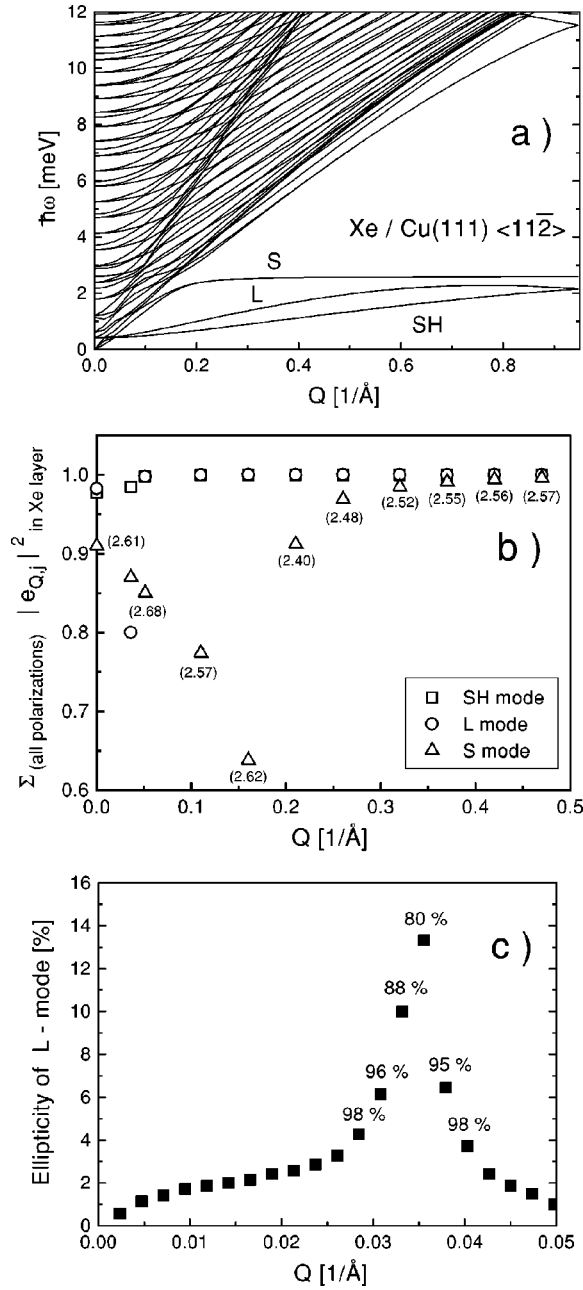 12
10
8
6
4
2
0
ħω [meV]
a )
Xe / Cu(111) <112̅>
S
L
SH
0.0 0.2 0.4 0.6 0.8
Q [1/Å]
Σ (all polarizations) | e Q,j | 2 in Xe layer
1.0
0.9
0.8
0.7
0.6
b )
(2.61)
(2.68)
(2.57)
(2.62)
(2.40)
(2.48)
(2.52)
(2.55)
(2.56)
(2.57)
SH mode
L mode
S mode
0.0 0.1 0.2 0.3 0.4 0.5
Q [1/Å]
Ellipticity of L - mode [%]
16
14
12
10
8
6
4
2
0
c )
80 %
88 %
96 %
95 %
98 %
98 %
0.00 0.01 0.02 0.03 0.04 0.05
Q [1/Å]